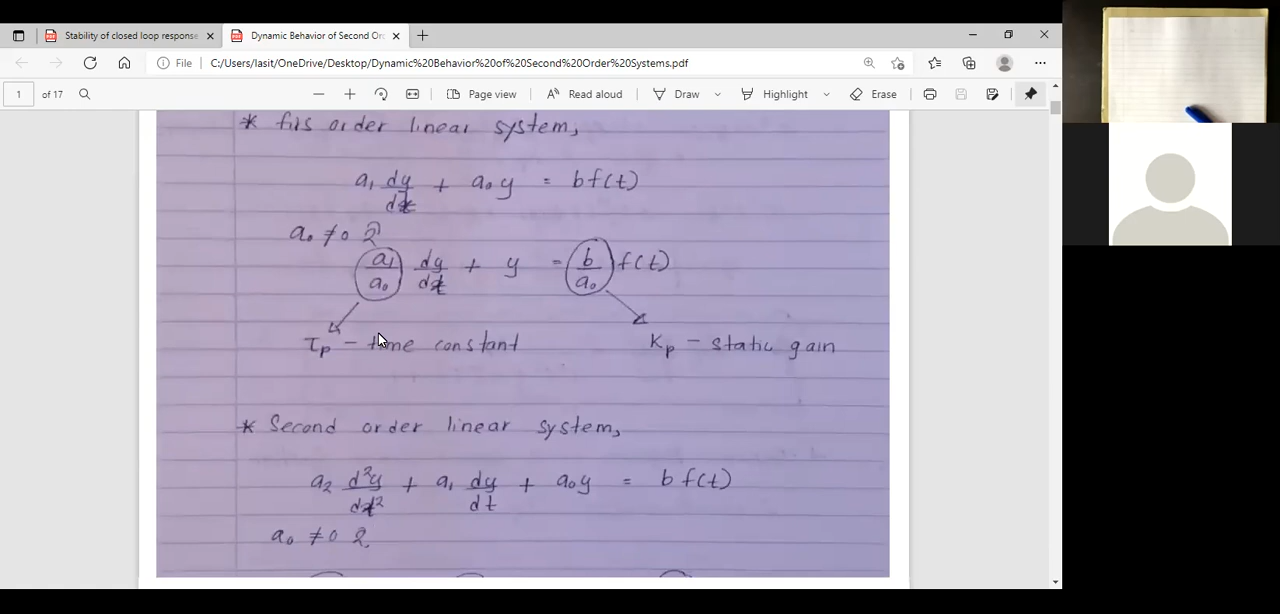 Stability of closed loop response
Dynamic Behavior of Second Or
File C:/Users/lasit/OneDrive/Desktop/Dynamic%20Behavior%20of%20Second%20Order%20Systems.pdf
1 of 17 Page view Read aloud Draw Highlight Erase
* firs order linear system,
a₁ dy/dt + a₀y = bf(t)
a₀ ≠ 0
a₁/a₀ dy/dt + y = b/a₀ f(t)
τp - time constant Kp - static gain
* Second order linear system,
a₂ d²y/dt² + a₁ dy/dt + a₀y = b f(t)
a₀ ≠ 0